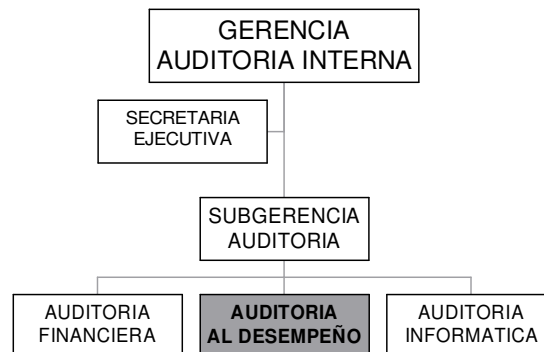 GERENCIA
AUDITORIA INTERNA
SECRETARIA
EJECUTIVA
SUBGERENCIA
AUDITORIA
AUDITORIA
FINANCIERA
AUDITORIA
AL DESEMPEÑO
AUDITORIA
INFORMATICA